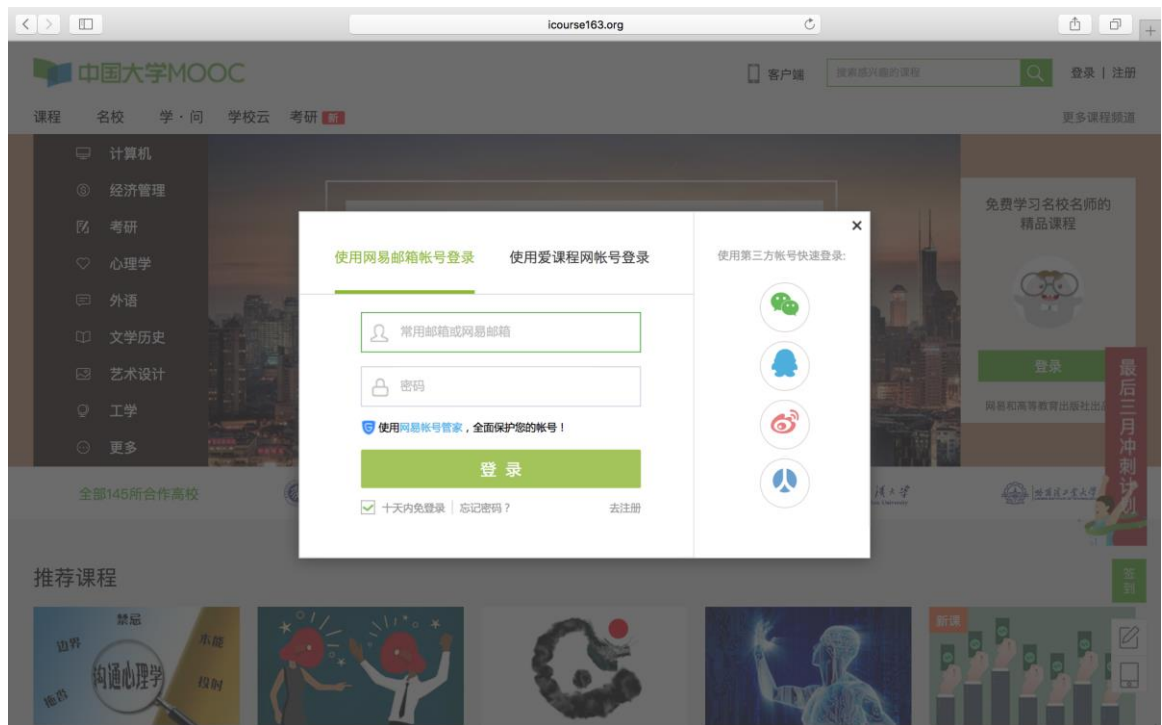 icourse163.org
中国大学MOOC
客户端
搜索感兴趣的课程
登录 | 注册
课程 名校 学·问 学校云 考研 新
更多课程频道
计算机
经济管理
考研
心理学
外语
文学历史
艺术设计
工学
更多
免费学习名校名师的
精品课程
登录
网易和高等教育出版社出
最后三月冲刺计划
使用网易邮箱帐号登录 使用爱课程网帐号登录
常用邮箱或网易邮箱
密码
使用网易帐号管家，全面保护您的帐号！
登 录
十天内免登录 | 忘记密码？ 去注册
使用第三方帐号快速登录:
全部145所合作高校
签到
推荐课程
禁忌
边界
本能
沟通心理学
投射
新课